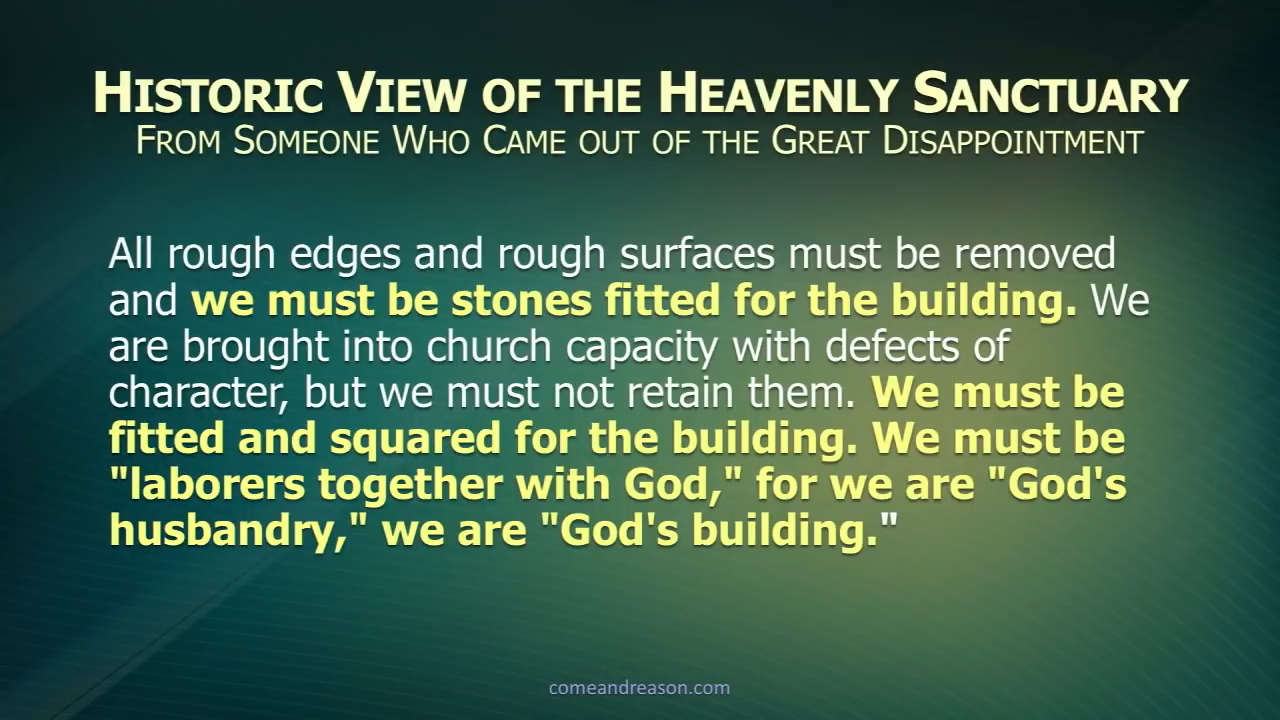 HISTORIC VIEW OF THE HEAVENLY SANCTUARY
FROM SOMEONE WHO CAME OUT OF THE GREAT DISAPPOINTMENT
All rough edges and rough surfaces must be removed
and we must be stones fitted for the building. We
are brought into church capacity with defects of
character, but we must not retain them. We must be
fitted and squared for the building. We must be
"laborers together with God," for we are "God's
husbandry," we are "God's building."
comeandreason.com